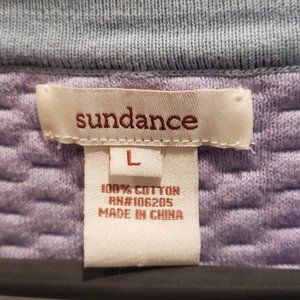 sundance
L
100% COTTON
RN#106205
MADE IN CHINA